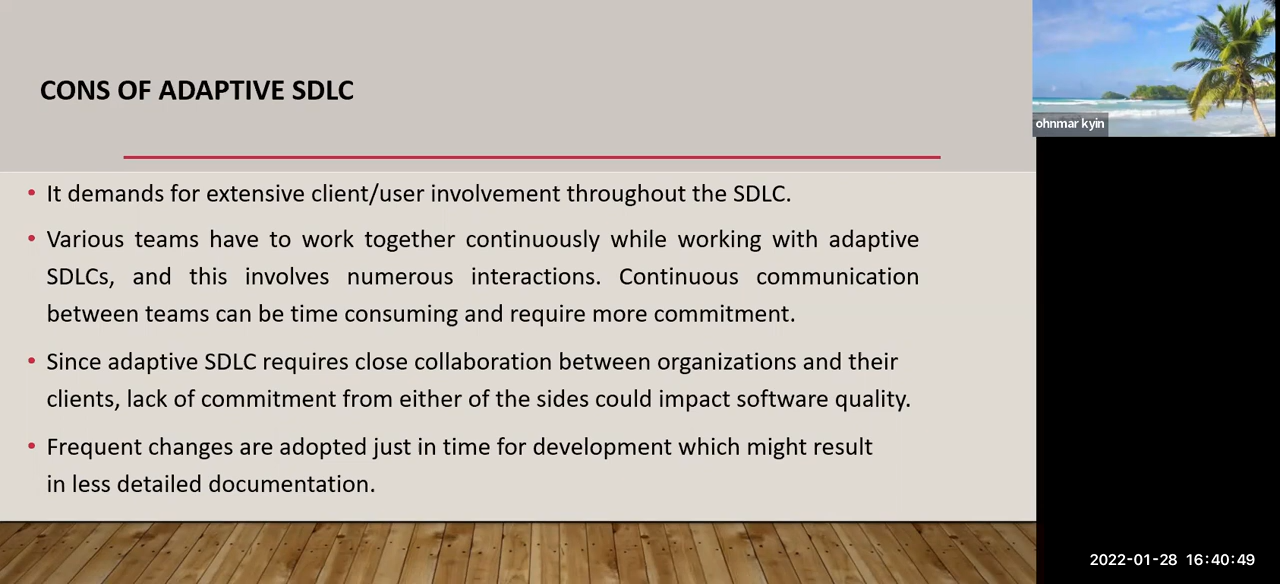 CONS OF ADAPTIVE SDLC
• It demands for extensive client/user involvement throughout the SDLC.
• Various teams have to work together continuously while working with adaptive
SDLCs, and this involves numerous interactions. Continuous communication
between teams can be time consuming and require more commitment.
• Since adaptive SDLC requires close collaboration between organizations and their
clients, lack of commitment from either of the sides could impact software quality.
• Frequent changes are adopted just in time for development which might result
in less detailed documentation.
ohnmar kyin
2022-01-28 16:40:49